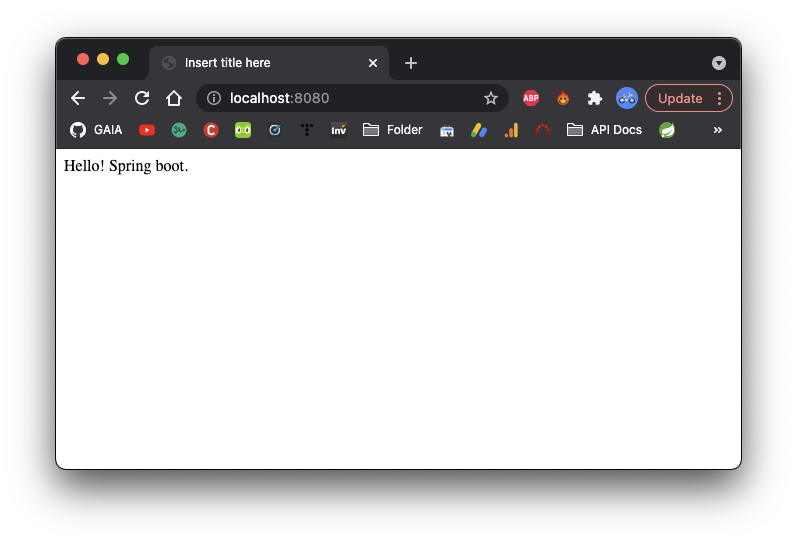 Insert title here
localhost:8080
ABP
Update
GAIA
C
Inv
Folder
API Docs
Hello! Spring boot.